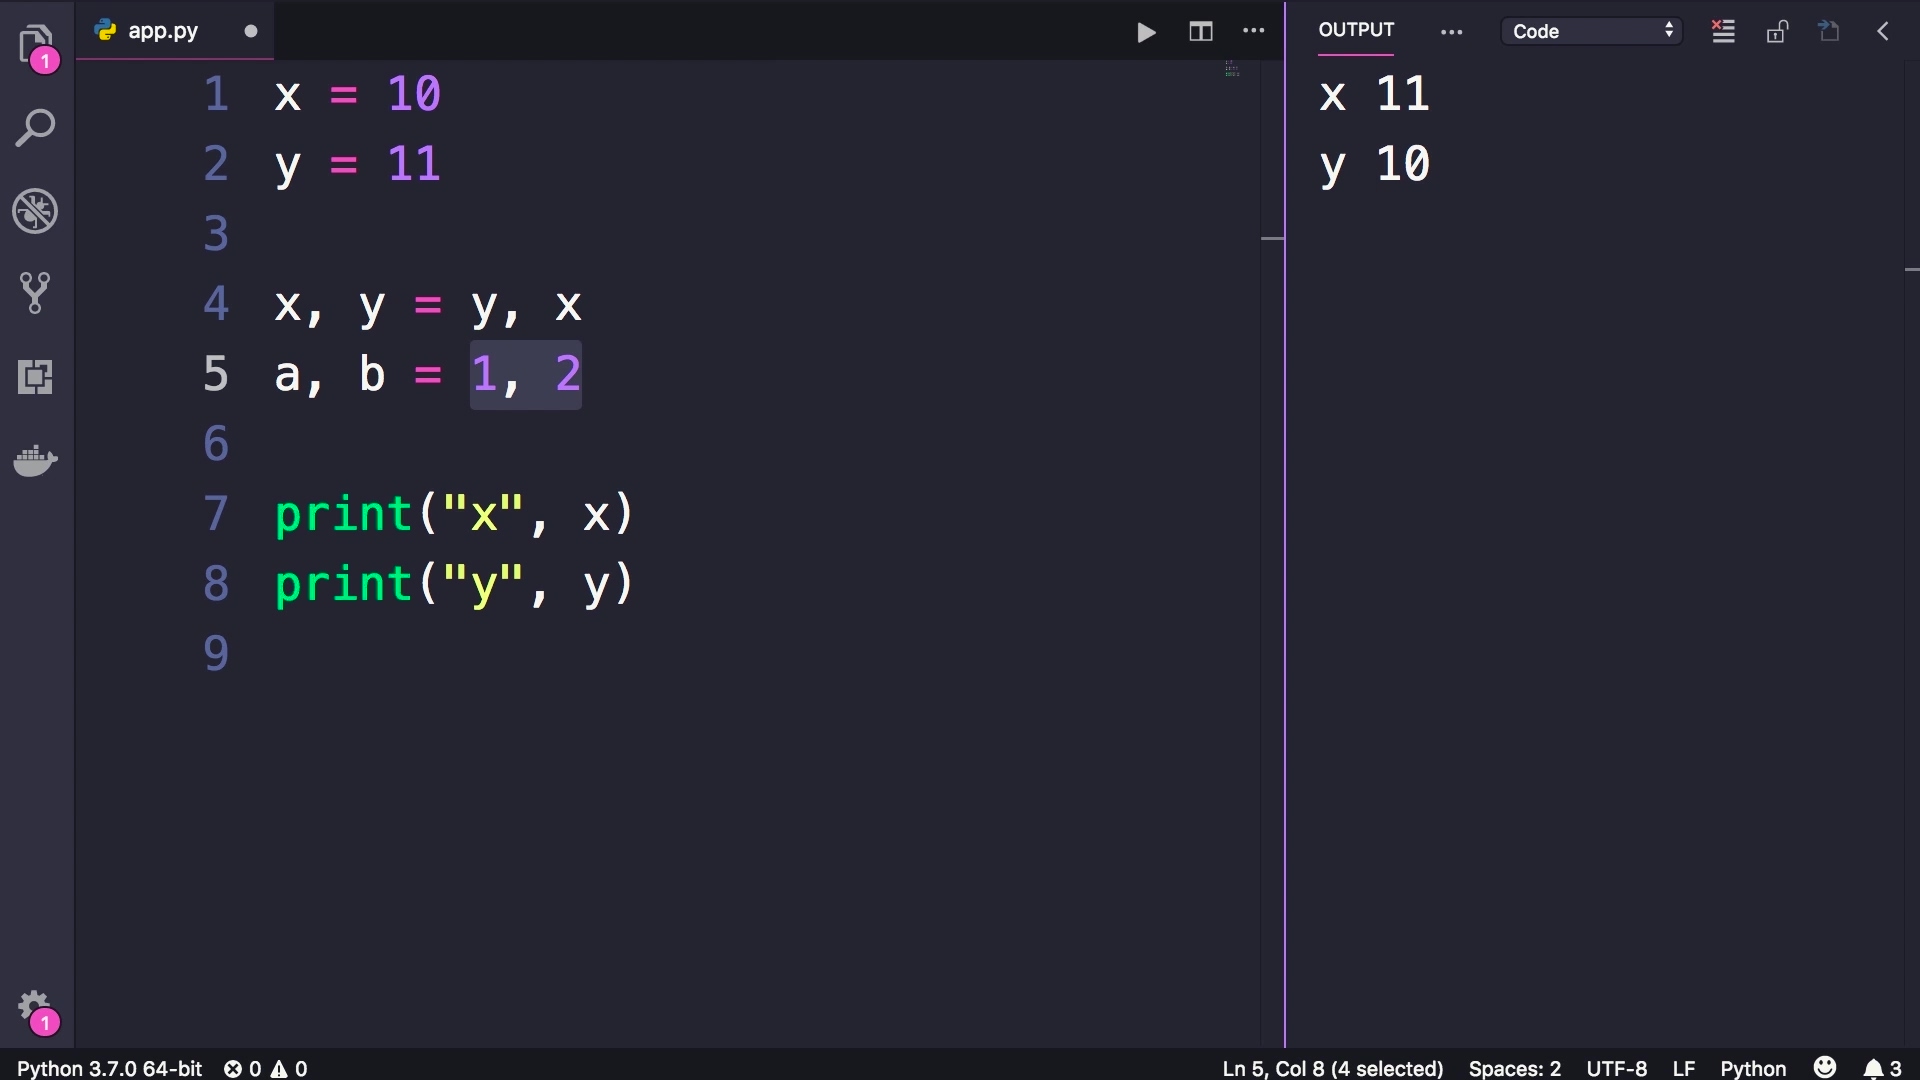 app.py
OUTPUT
Code
1
1 x = 10
2 y = 11
3
4 x, y = y, x
5 a, b = 1, 2
6
7 print("x", x)
8 print("y", y)
9
x 11
y 10
1
Python 3.7.0 64-bit 0 0
Ln 5, Col 8 (4 selected) Spaces: 2 UTF-8 LF Python 3